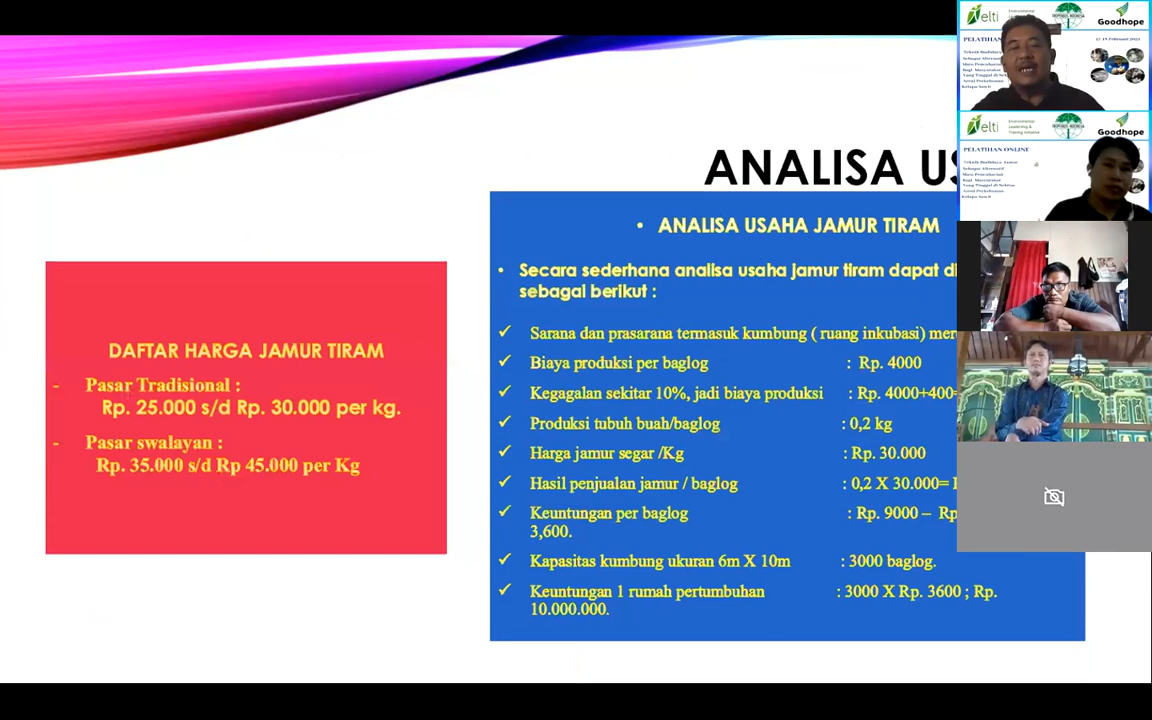 ANALISA
DAFTAR HARGA JAMUR TIRAM
- Pasar Tradisional :
Rp. 25.000 s/d Rp. 30.000 per kg.
- Pasar swalayan :
Rp. 35.000 s/d Rp 45.000 per Kg
• ANALISA USAHA JAMUR TIRAM
• Secara sederhana analisa usaha jamur tiram dapat
sebagai berikut :
✓ Sarana dan prasarana termasuk kumbung ( ruang inkubasi)
✓ Biaya produksi per baglog : Rp. 4000
✓ Kegagalan sekitar 10%, jadi biaya produksi : Rp. 4000+400=
✓ Produksi tubuh buah/baglog : 0,2 kg
✓ Harga jamur segar /Kg : Rp. 30.000
✓ Hasil penjualan jamur / baglog : 0,2 X 30.000=
✓ Keuntungan per baglog : Rp. 9000 –
3,600.
✓ Kapasitas kumbung ukuran 6m X 10m : 3000 baglog.
✓ Keuntungan 1 rumah pertumbuhan : 3000 X Rp. 3600 ; Rp.
10.000.000.
elti
Goodhope
elti
Environmental
Leadership &
Training Initiative
Goodhope
PELATIHAN ONLINE